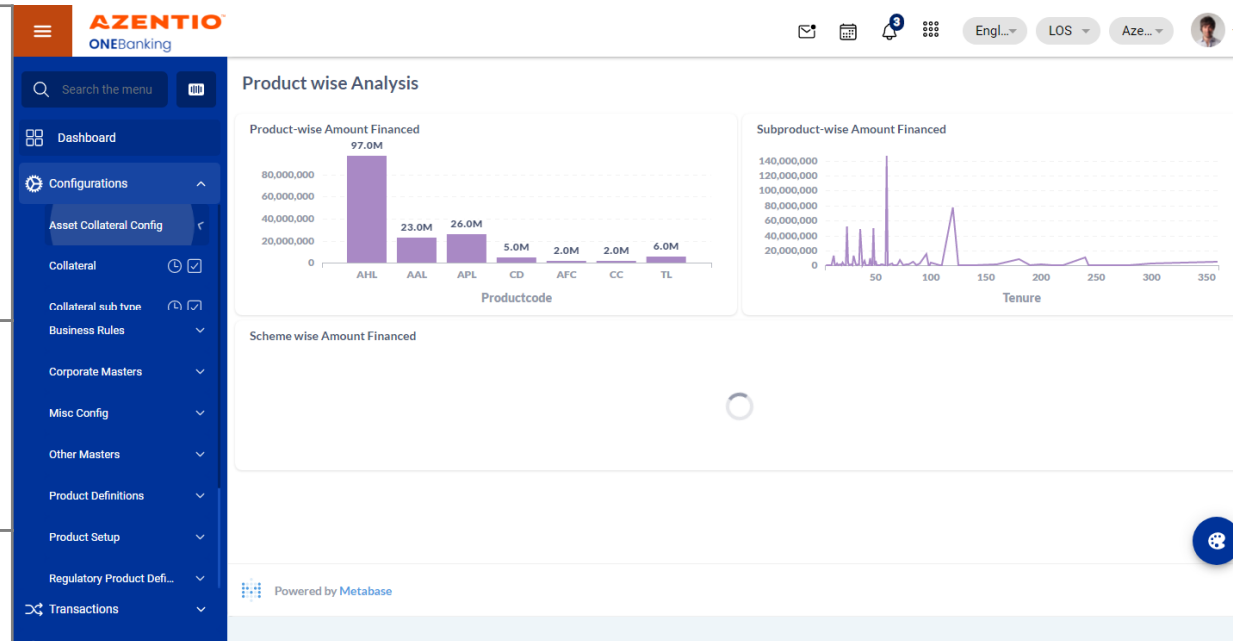 AZENTIO
ONEBanking
3
Engl...
LOS
Aze...
Search the menu
Dashboard
Configurations
Asset Collateral Config
Collateral
Collateral sub type
Business Rules
Corporate Masters
Misc Config
Other Masters
Product Definitions
Product Setup
Regulatory Product Defi...
Transactions
Product wise Analysis
Product-wise Amount Financed
97.0M
80,000,000
60,000,000
40,000,000
20,000,000
0
23.0M
26.0M
5.0M
2.0M
2.0M
6.0M
AHL AAL APL CD AFC CC TL
Productcode
Subproduct-wise Amount Financed
140,000,000
120,000,000
100,000,000
80,000,000
60,000,000
40,000,000
20,000,000
0
50 100 150 200 250 300 350
Tenure
Scheme wise Amount Financed
Powered by Metabase